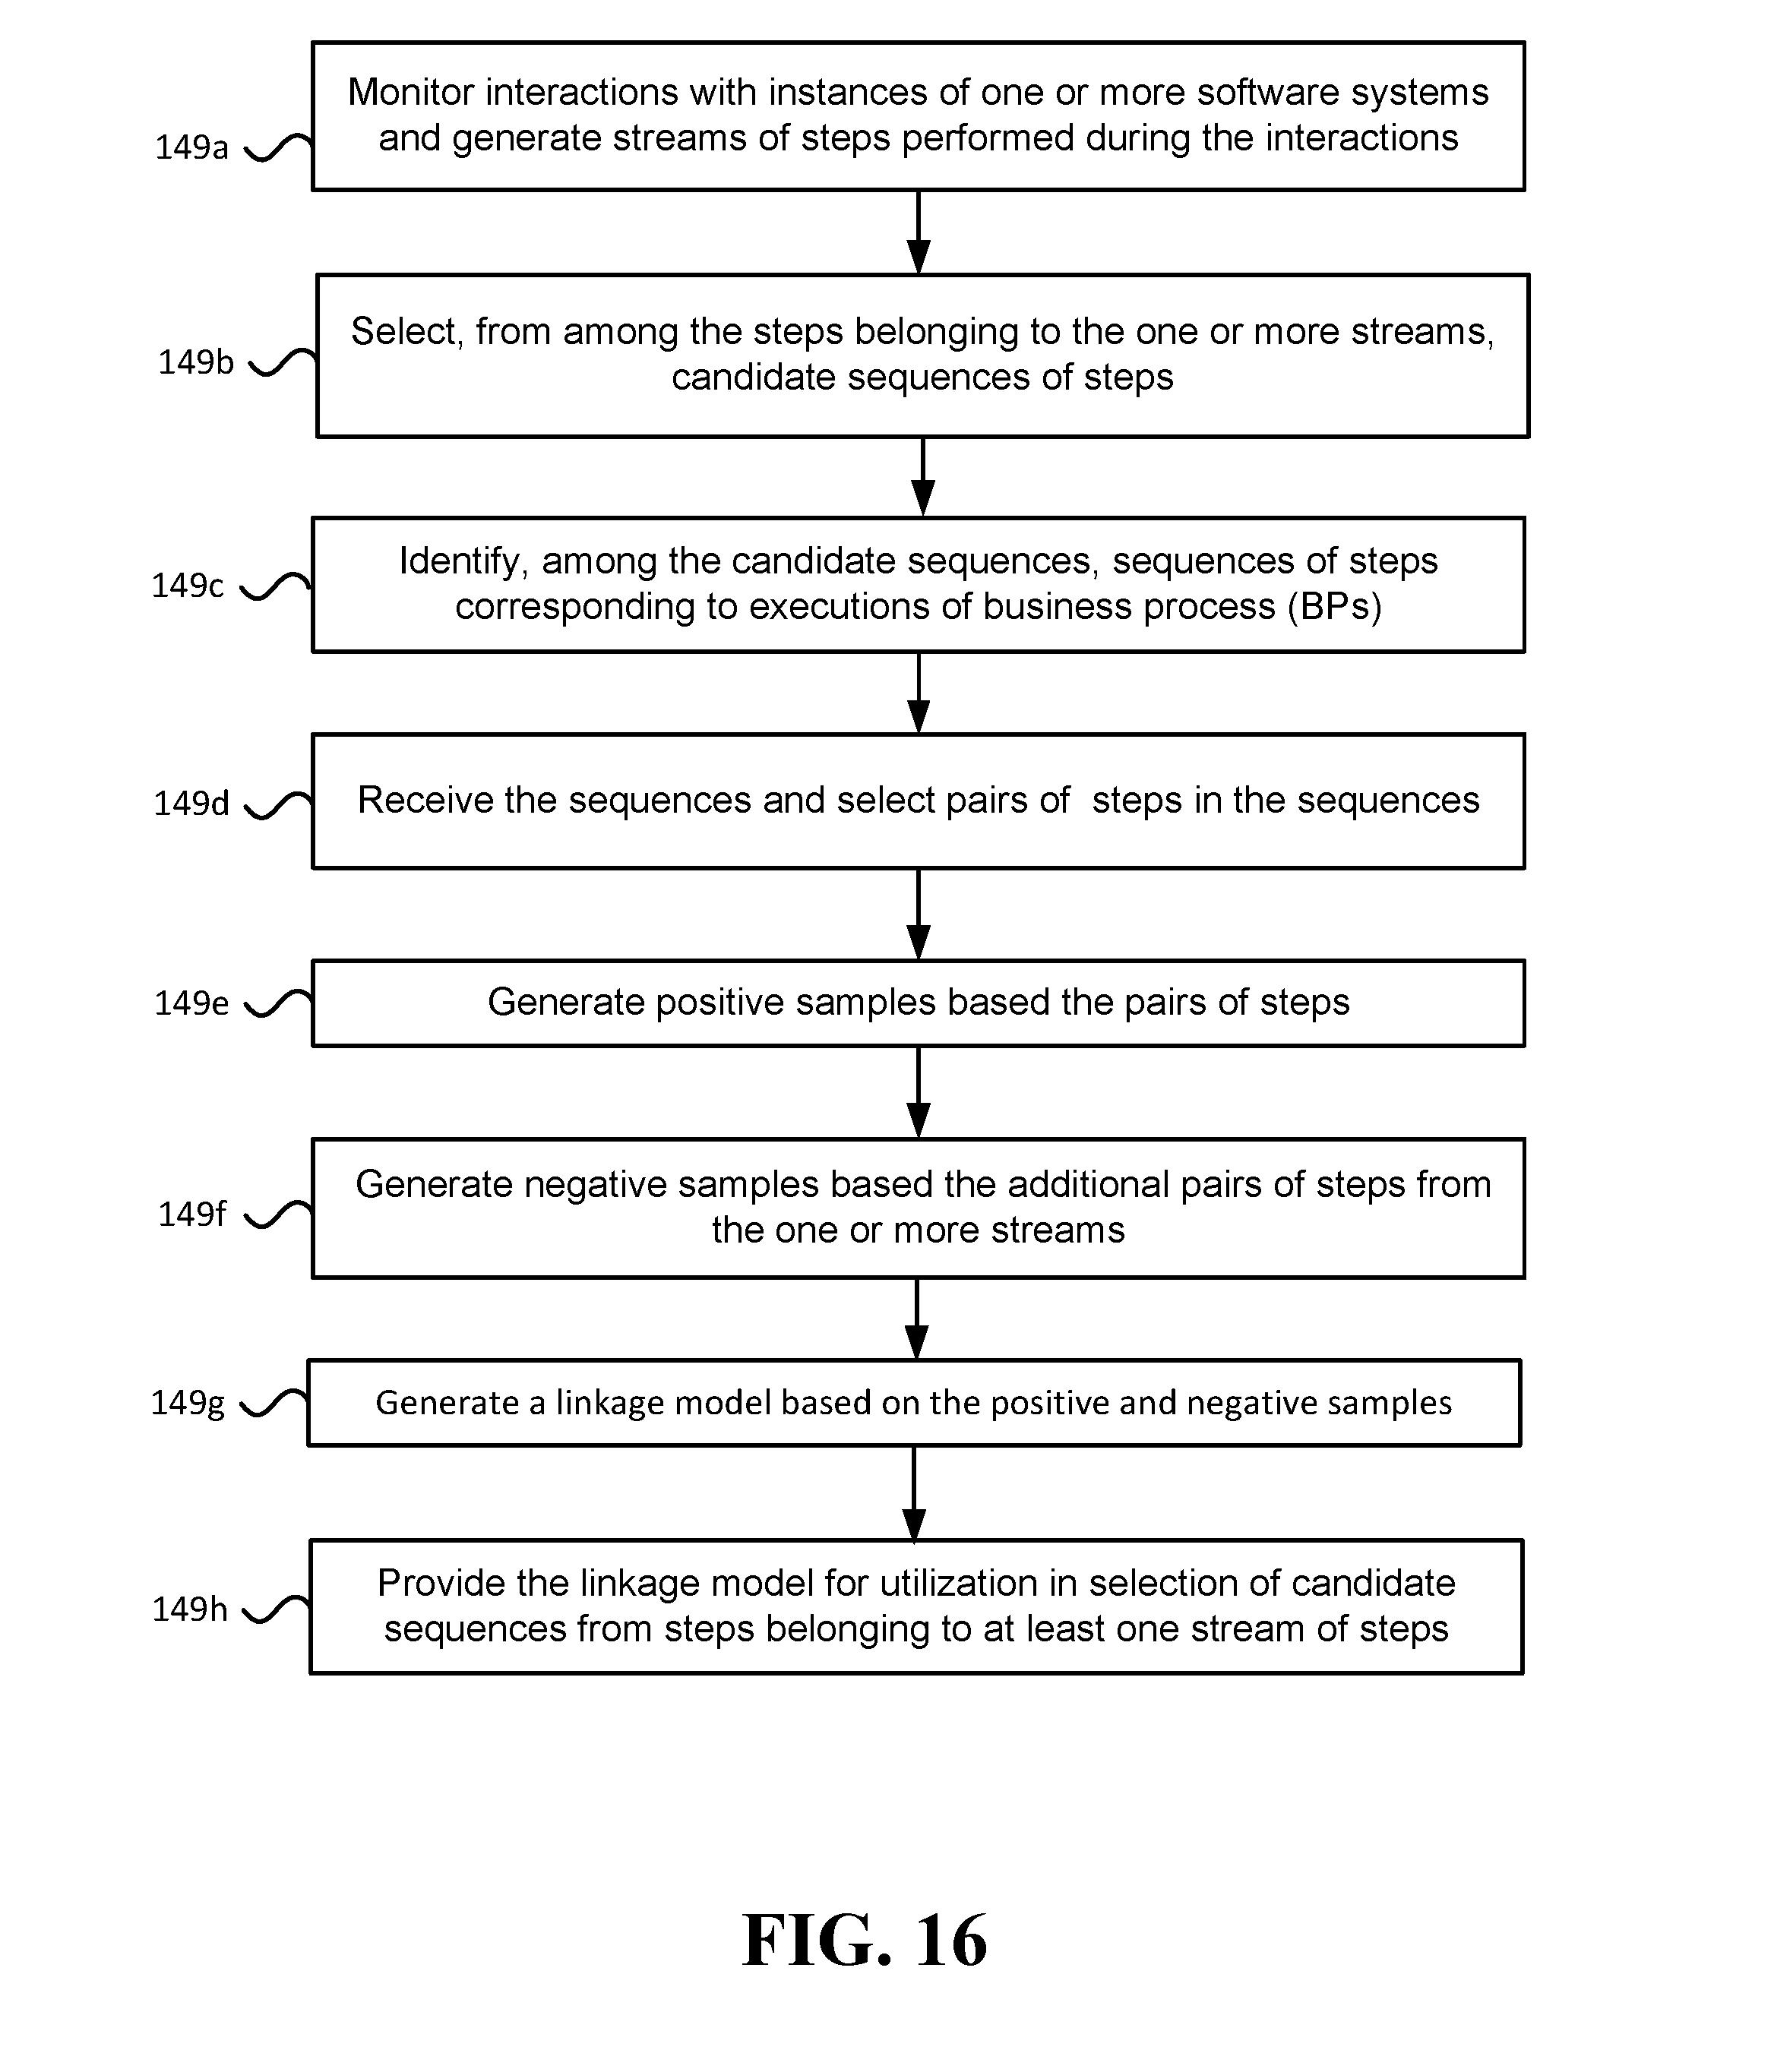 Monitor interactions with instances of one or more software systems
and generate streams of steps performed during the interactions
149a
Select, from among the steps belonging to the one or more streams,
candidate sequences of steps
149b
Identify, among the candidate sequences, sequences of steps
corresponding to executions of business process (BPs)
149c
Receive the sequences and select pairs of  steps in the sequences
149d
Generate positive samples based the pairs of steps
149e
Generate negative samples based the additional pairs of steps from
the one or more streams
149f
Generate a linkage model based on the positive and negative samples
149g
Provide the linkage model for utilization in selection of candidate
sequences from steps belonging to at least one stream of steps
149h
FIG. 16